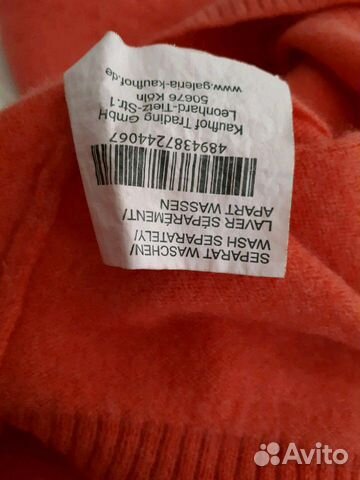 SEPARAT WASCHEN/
WASH SEPARATELY/
LAVER SÉPARÉMENT/
APART WASSEN
4894387244067
Kaufhof Trading GmbH
Leonhard-Tietz-Str.1
50676 Köln
www.galeria-kaufhof.de
Avito